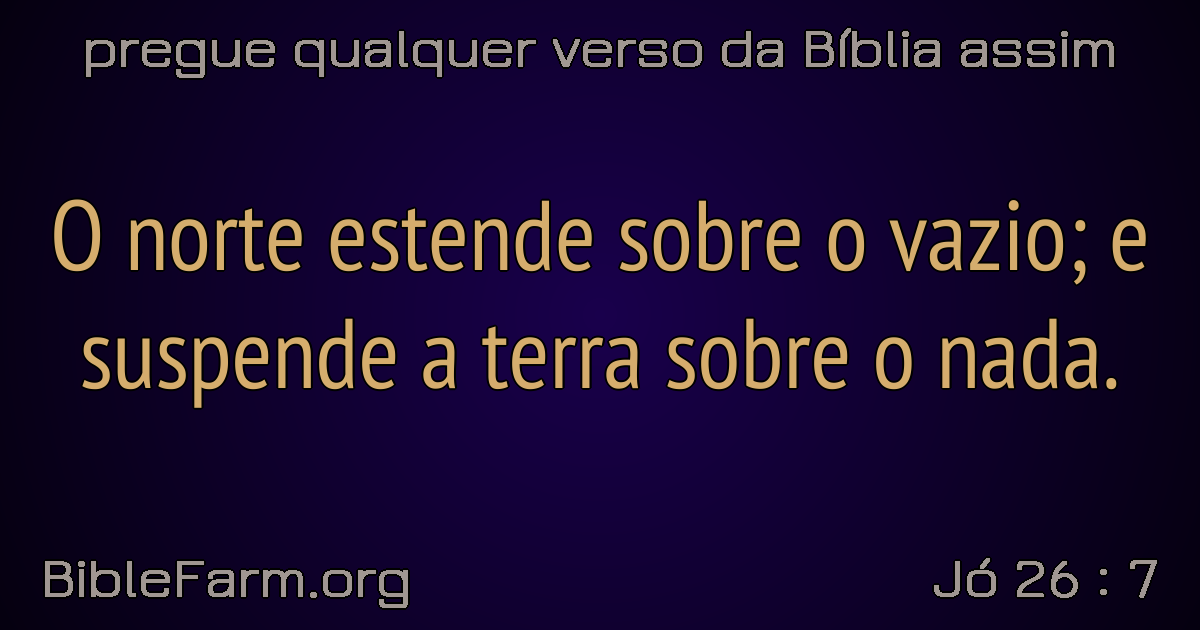 pregue qualquer verso da Bíblia assim
O norte estende sobre o vazio; e
suspende a terra sobre o nada.
BibleFarm.org
Jó 26 : 7